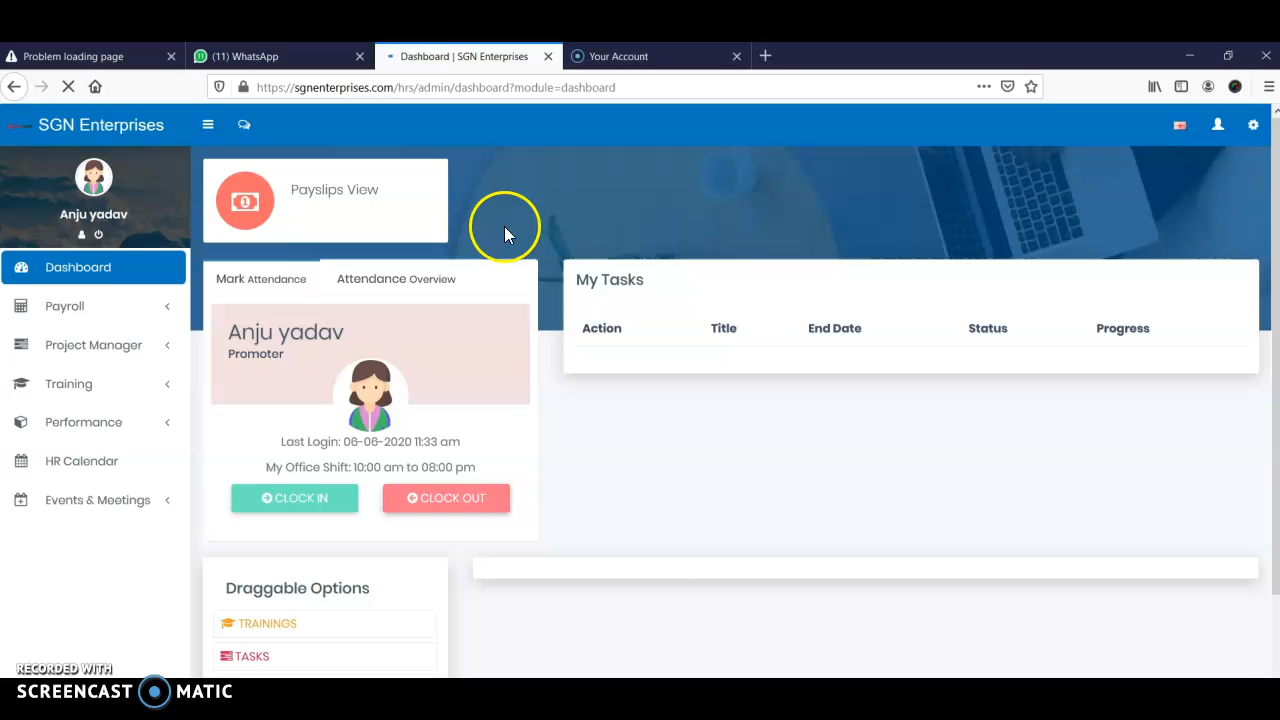 Problem loading page
(11) WhatsApp
Dashboard | SGN Enterprises
Your Account
https://sgnenterprises.com/hrs/admin/dashboard?module=dashboard
SGN Enterprises
Anju yadav
Dashboard
Payroll
Project Manager
Training
Performance
HR Calendar
Events & Meetings
Payslips View
Mark Attendance
Attendance Overview
Anju yadav
Promoter
Last Login: 06-06-2020 11:33 am
My Office Shift: 10:00 am to 08:00 pm
CLOCK IN
CLOCK OUT
My Tasks
Action Title End Date Status Progress
Draggable Options
TRAININGS
TASKS
RECORDED WITH
SCREENCAST MATIC